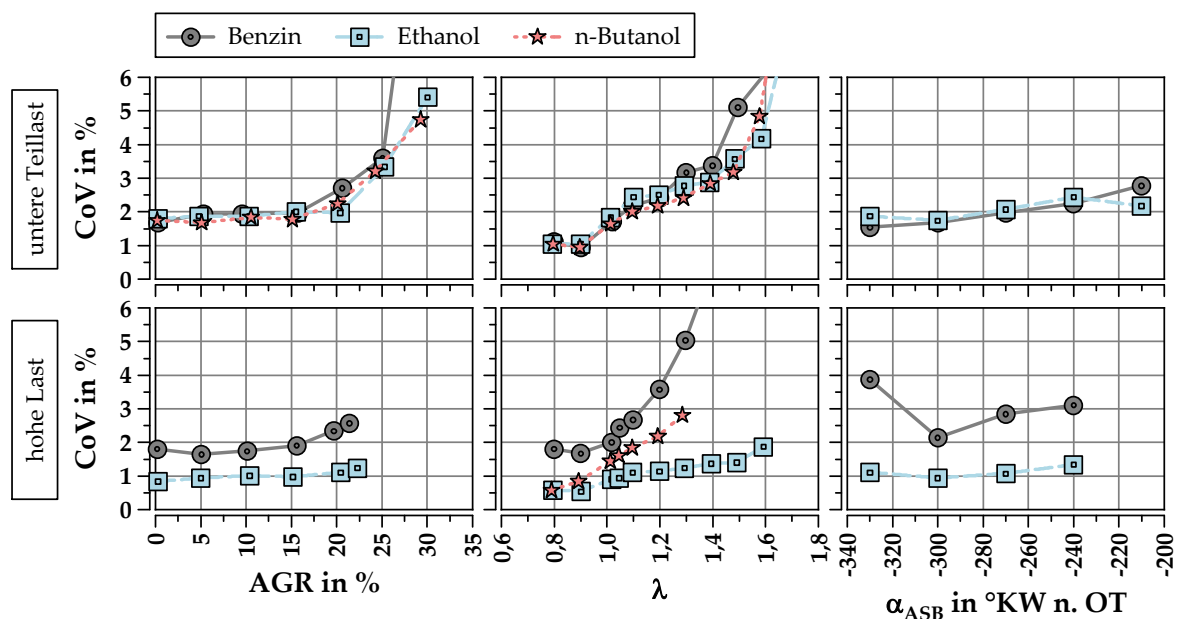 Benzin Ethanol n-Butanol
untere Teillast
CoV in %
6
5
4
3
2
1
0
hohe Last
CoV in %
6
5
4
3
2
1
0
0 5 10 15 20 25 30 35
AGR in %
0,6 0,8 1,0 1,2 1,4 1,6 1,8
λ
-340 -320 -300 -280 -260 -240 -220 -200
αASB in °KW n. OT